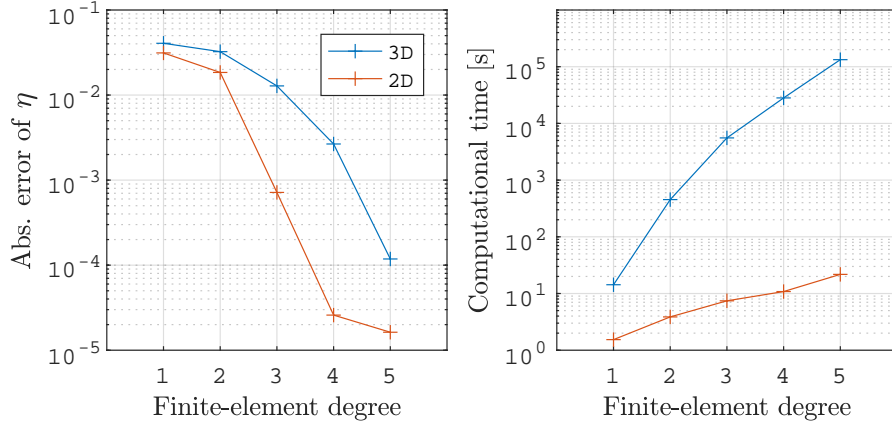 10^-1
10^-2
10^-3
10^-4
10^-5
Abs. error of η
3D
2D
1 2 3 4 5
Finite-element degree
10^5
10^4
10^3
10^2
10^1
10^0
Computational time [s]
1 2 3 4 5
Finite-element degree